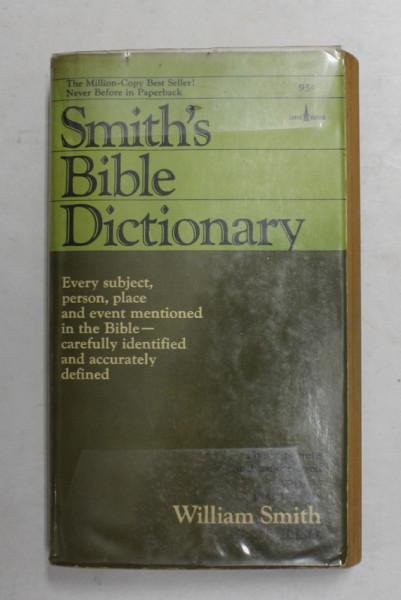 The Million-Copy Best Seller!
Never Before in Paperback
95¢
Smith's
Bible
Dictionary
Every subject,
person, place
and event mentioned
in the Bible—
carefully identified
and accurately
defined
William Smith